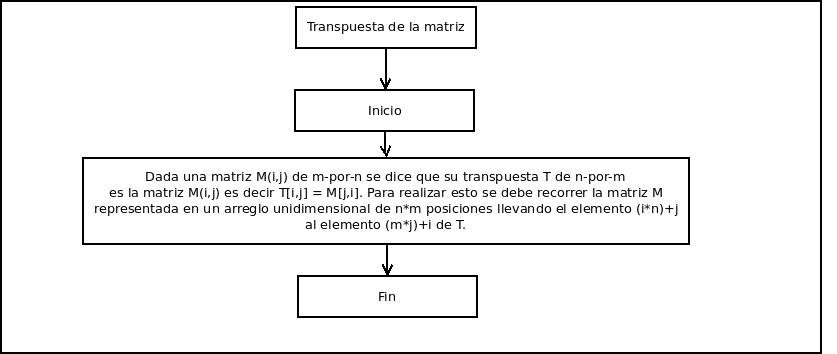 Transpuesta de la matriz
Inicio
Dada una matriz M(i,j) de m-por-n se dice que su transpuesta T de n-por-m
es la matriz M(i,j) es decir T[i,j] = M[j,i]. Para realizar esto se debe recorrer la matriz M
representada en un arreglo unidimensional de n*m posiciones llevando el elemento (i*n)+j
al elemento (m*j)+i de T.
Fin